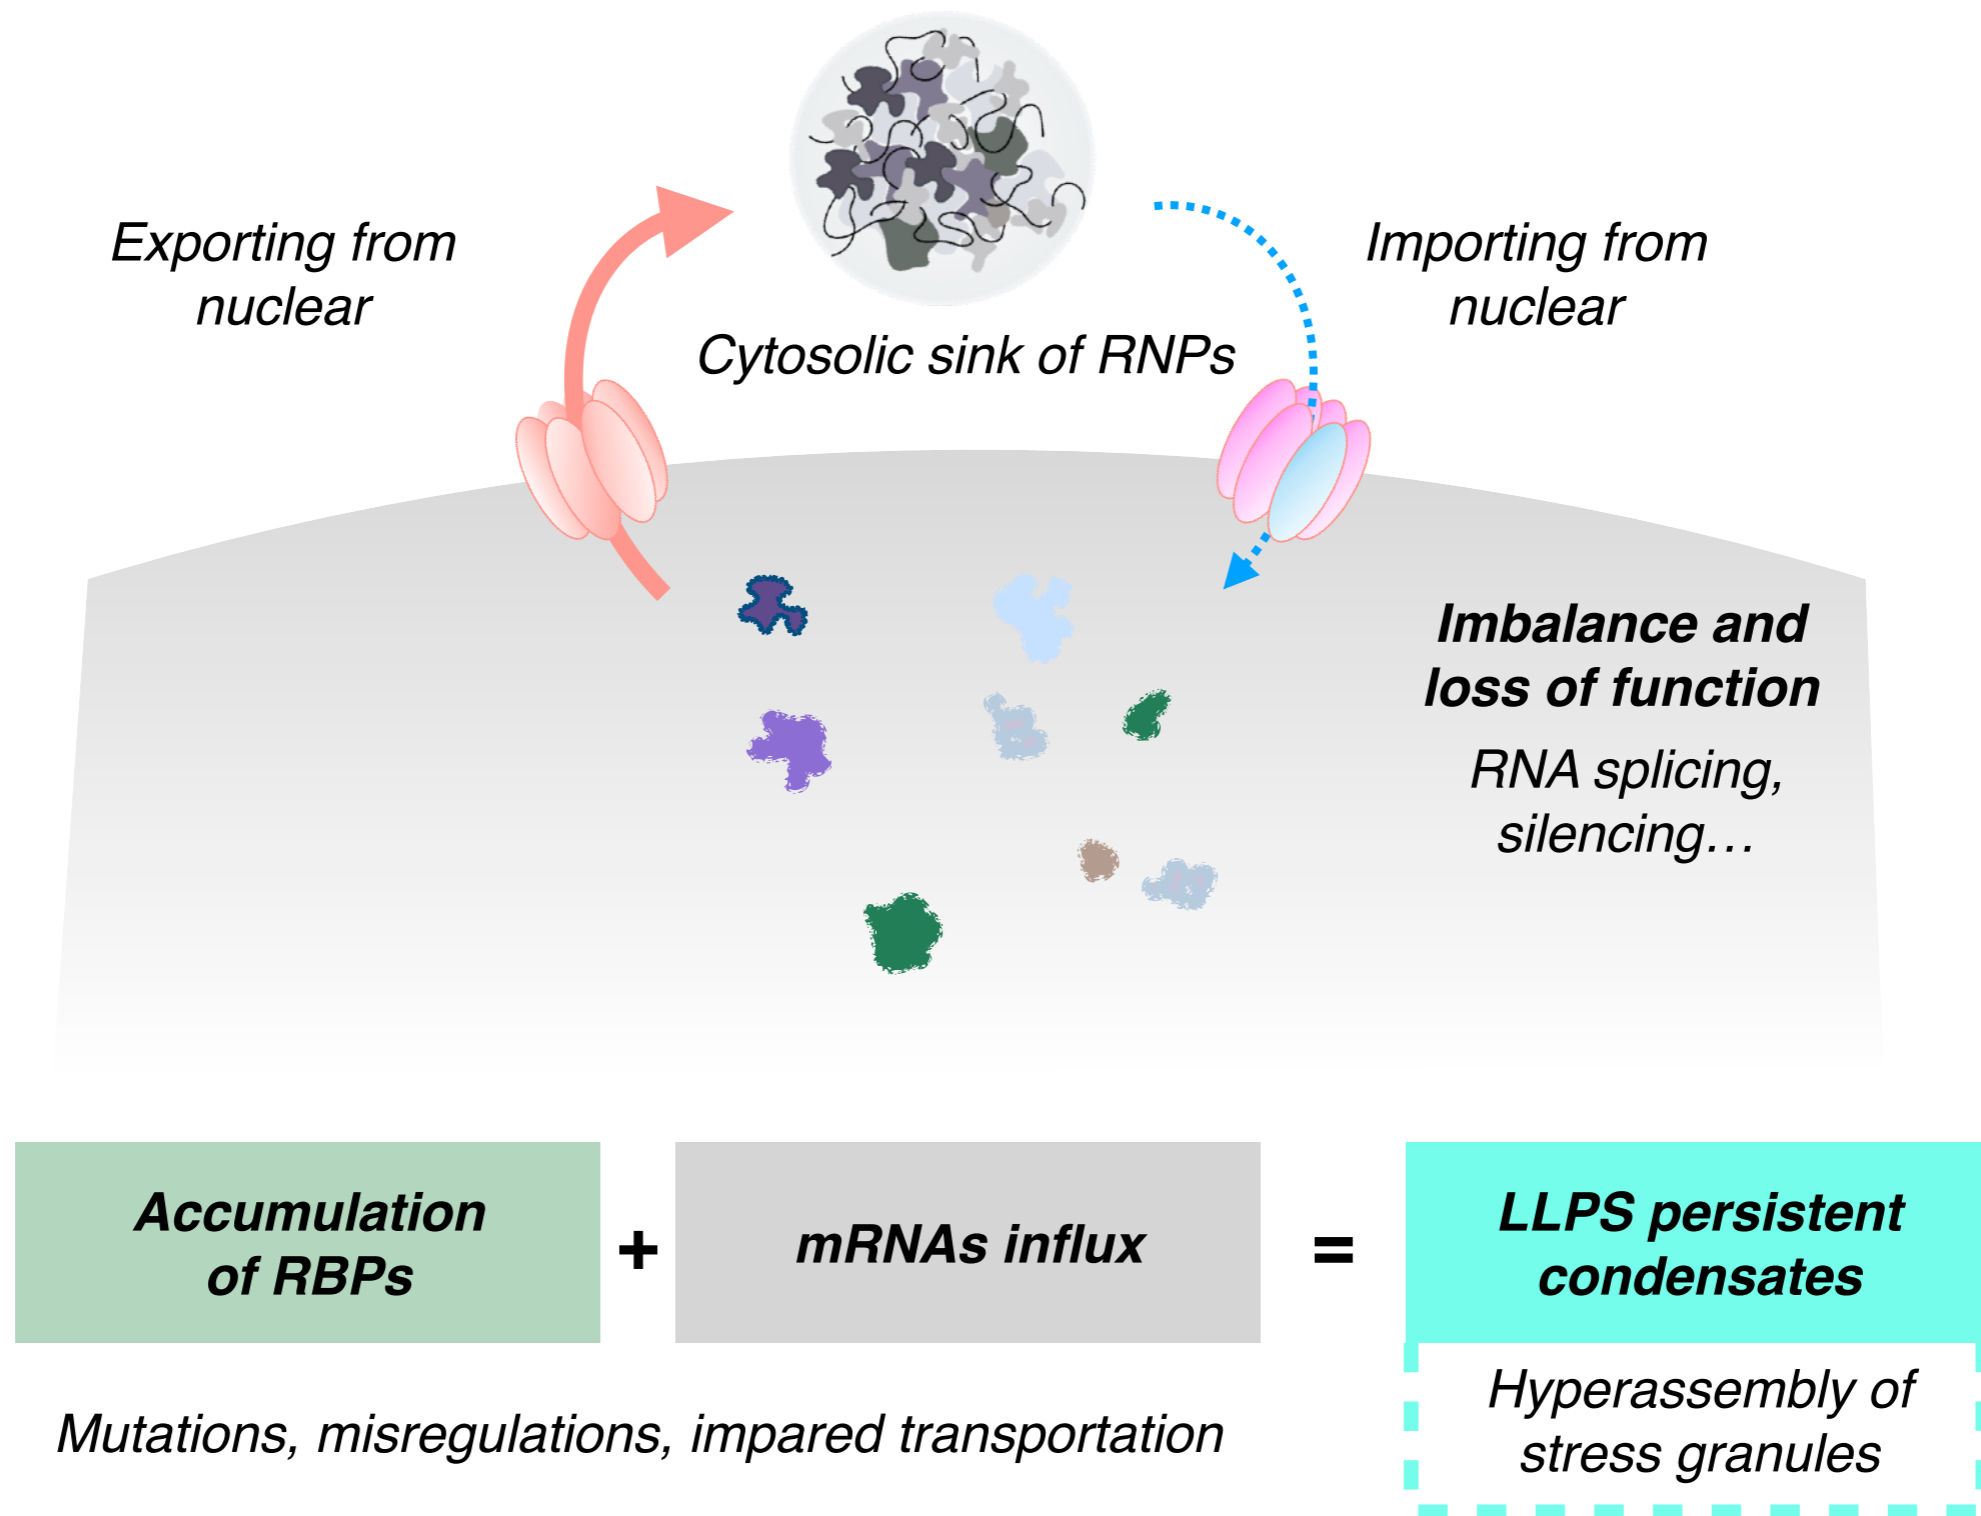 Exporting from
nuclear
Importing from
nuclear
Cytosolic sink of RNPs
Imbalance and
loss of function
RNA splicing,
silencing…
Accumulation
of RBPs
+
mRNAs influx
=
LLPS persistent
condensates
Mutations, misregulations, impared transportation
Hyperassembly of
stress granules